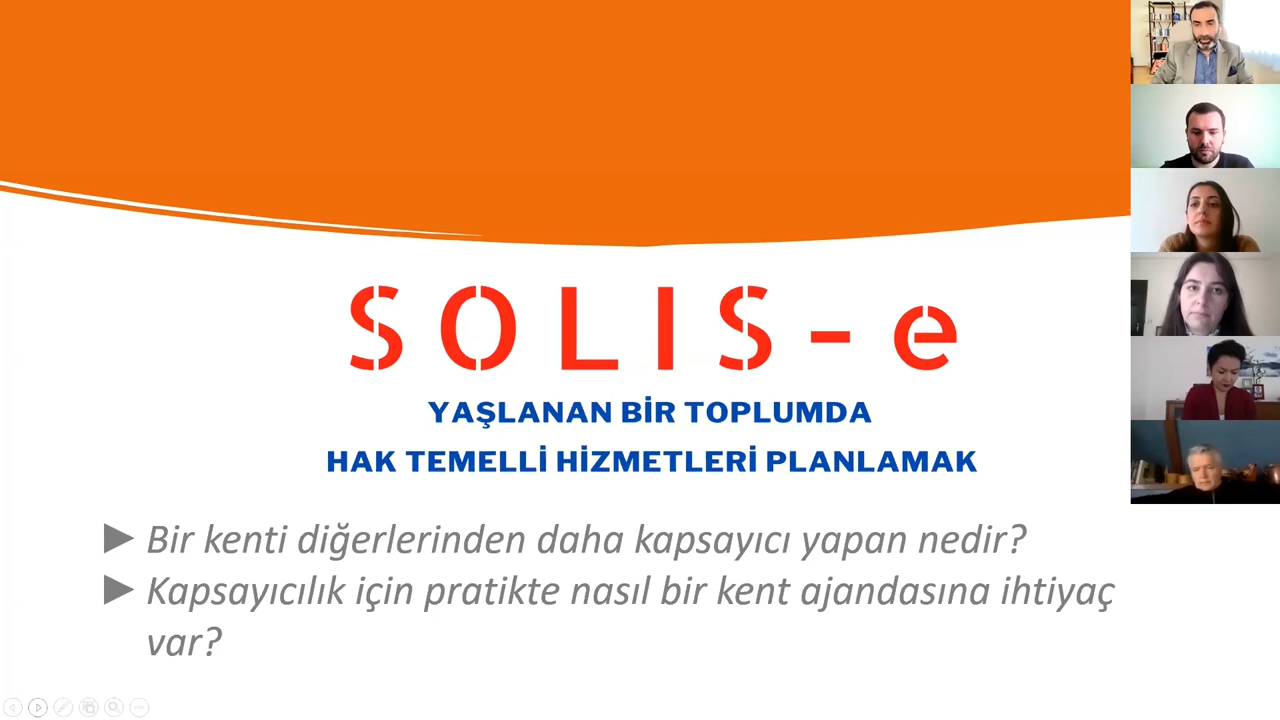 SOLIS-e
YAŞLANAN BİR TOPLUMDA
HAK TEMELLİ HİZMETLERİ PLANLAMAK
Bir kenti diğerlerinden daha kapsayıcı yapan nedir?
Kapsayıcılık için pratikte nasıl bir kent ajandasına ihtiyaç
var?